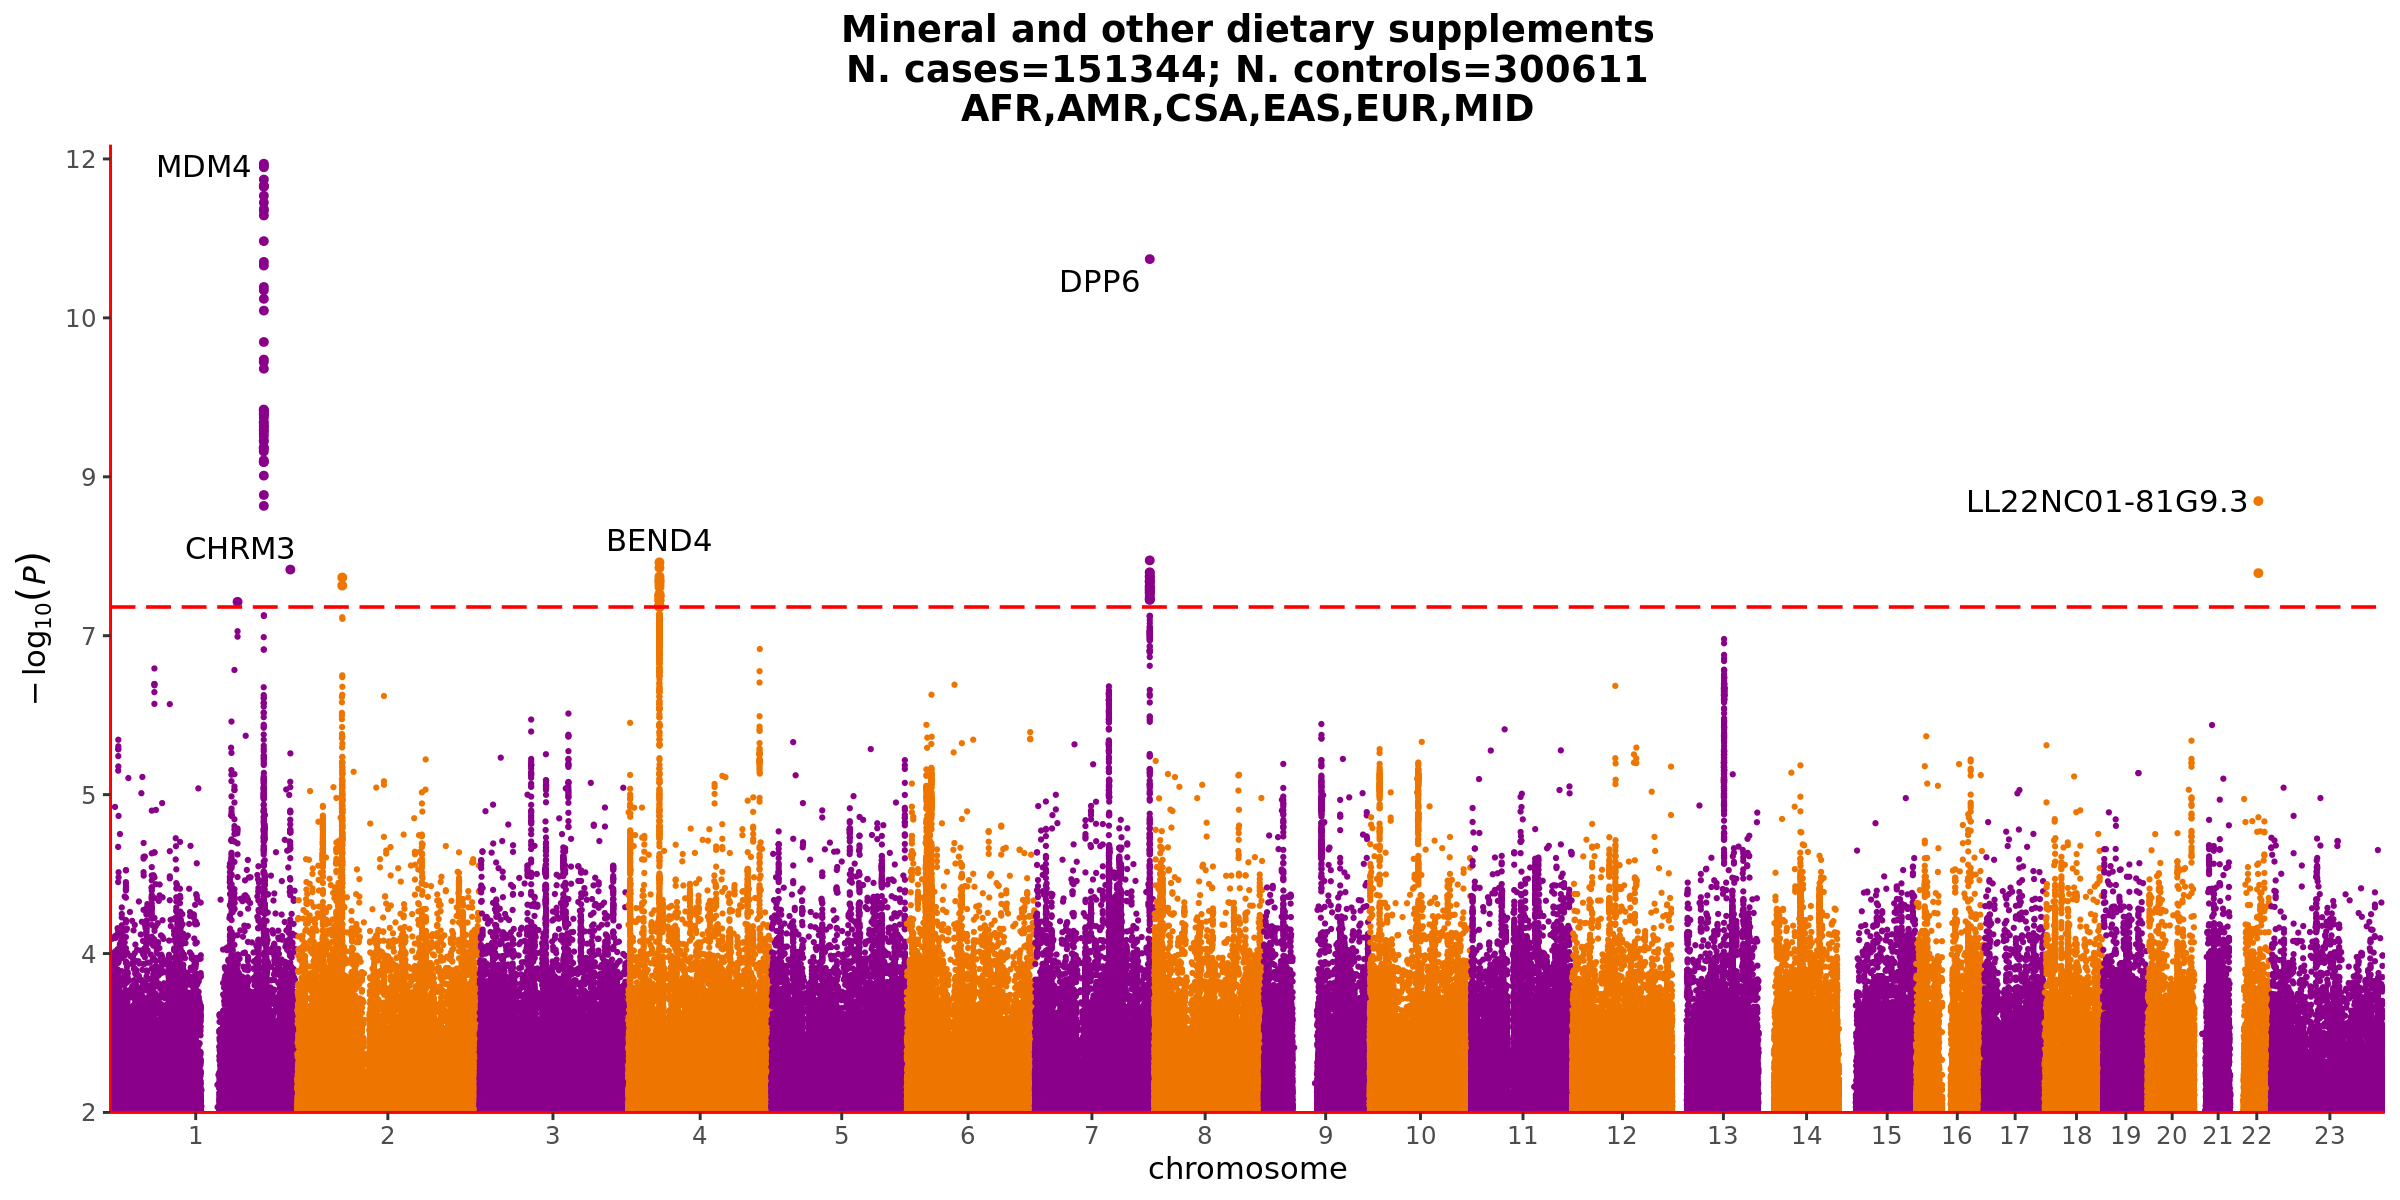 Mineral and other dietary supplements
N. cases=151344; N. controls=300611
AFR,AMR,CSA,EAS,EUR,MID
12
MDM4
DPP6
10
9
LL22NC01-81G9.3
CHRM3
BEND4
7
5
4
2
−log10(P)
1 2 3 4 5 6 7 8 9 10 11 12 13 14 15 16 17 18 19 20 21 22 23
chromosome